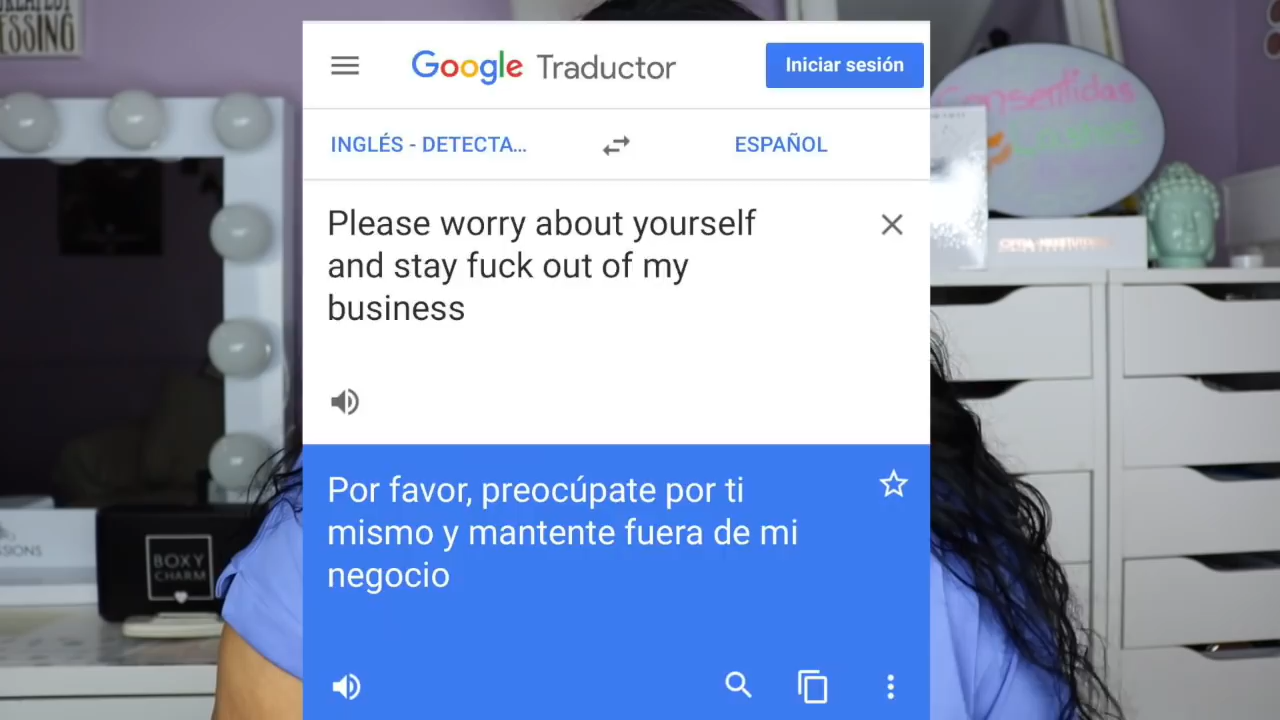 Google Traductor
Iniciar sesión
INGLÉS - DETECTA...
ESPAÑOL
Please worry about yourself
and stay fuck out of my
business
Por favor, preocúpate por ti
mismo y mantente fuera de mi
negocio
BOXY
CHARM
Consentidas